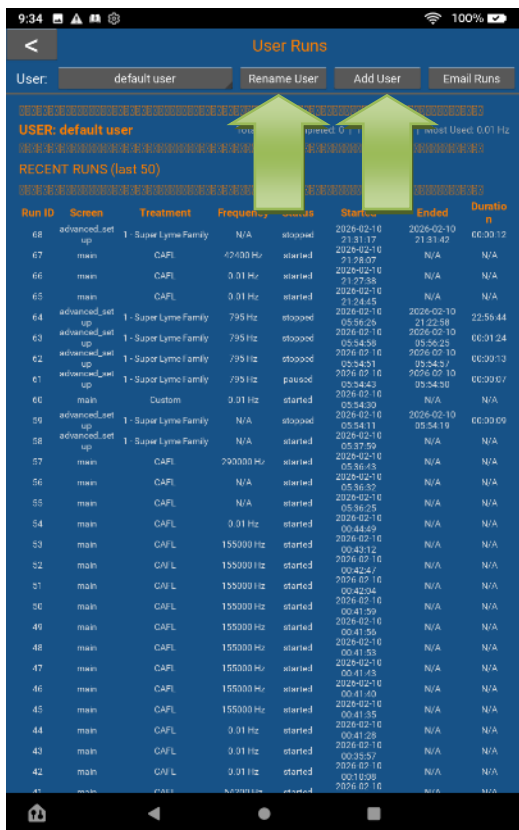 9:34 100%
< User Runs
User: default user Rename User Add User Email Runs
USER: default user 0 | Most Used: 0.01 Hz
RECENT RUNS (last 50)
Run ID Screen Treatment Frequency Status Started Ended Duration
68 advanced_setup 1 - Super Lyme Family N/A stopped 2026-02-10 21:31:17 2026-02-10 21:31:42 00:00:12
67 main CAFL 42400 Hz started 2026-02-10 21:28:07 N/A N/A
66 main CAFL 0.01 Hz started 2026-02-10 21:27:38 N/A N/A
65 main CAFL 0.01 Hz started 2026-02-10 21:24:45 N/A N/A
64 advanced_setup 1 - Super Lyme Family 795 Hz stopped 2026-02-10 05:56:26 2026-02-10 21:22:58 22:56:44
63 advanced_setup 1 - Super Lyme Family 795 Hz stopped 2026-02-10 05:54:58 2026-02-10 05:56:25 00:01:24
62 advanced_setup 1 - Super Lyme Family 795 Hz stopped 2026-02-10 05:54:51 2026-02-10 05:54:57 00:00:13
61 advanced_setup 1 - Super Lyme Family 795 Hz paused 2026-02-10 05:54:43 2026-02-10 05:54:50 00:00:07
60 main Custom 0.01 Hz started 2026-02-10 05:54:30 N/A N/A
59 advanced_setup 1 - Super Lyme Family N/A stopped 2026-02-10 05:54:11 2026-02-10 05:54:19 00:00:09
58 advanced_setup 1 - Super Lyme Family N/A started 2026-02-10 05:37:59 N/A N/A
57 main CAFL 290000 Hz started 2026-02-10 05:36:43 N/A N/A
56 main CAFL N/A started 2026-02-10 05:36:32 N/A N/A
55 main CAFL N/A started 2026-02-10 05:36:25 N/A N/A
54 main CAFL 0.01 Hz started 2026-02-10 00:44:49 N/A N/A
53 main CAFL 155000 Hz started 2026-02-10 00:43:12 N/A N/A
52 main CAFL 155000 Hz started 2026-02-10 00:42:47 N/A N/A
51 main CAFL 155000 Hz started 2026-02-10 00:42:04 N/A N/A
50 main CAFL 155000 Hz started 2026-02-10 00:41:59 N/A N/A
49 main CAFL 155000 Hz started 2026-02-10 00:41:56 N/A N/A
48 main CAFL 155000 Hz started 2026-02-10 00:41:53 N/A N/A
47 main CAFL 155000 Hz started 2026-02-10 00:41:43 N/A N/A
46 main CAFL 155000 Hz started 2026-02-10 00:41:40 N/A N/A
45 main CAFL 155000 Hz started 2026-02-10 00:41:35 N/A N/A
44 main CAFL 0.01 Hz started 2026-02-10 00:41:28 N/A N/A
43 main CAFL 0.01 Hz started 2026-02-10 00:35:57 N/A N/A
42 main CAFL 0.01 Hz started 2026-02-10 00:10:08 N/A N/A
41 main CAFL started 2026-02-10 N/A N/A